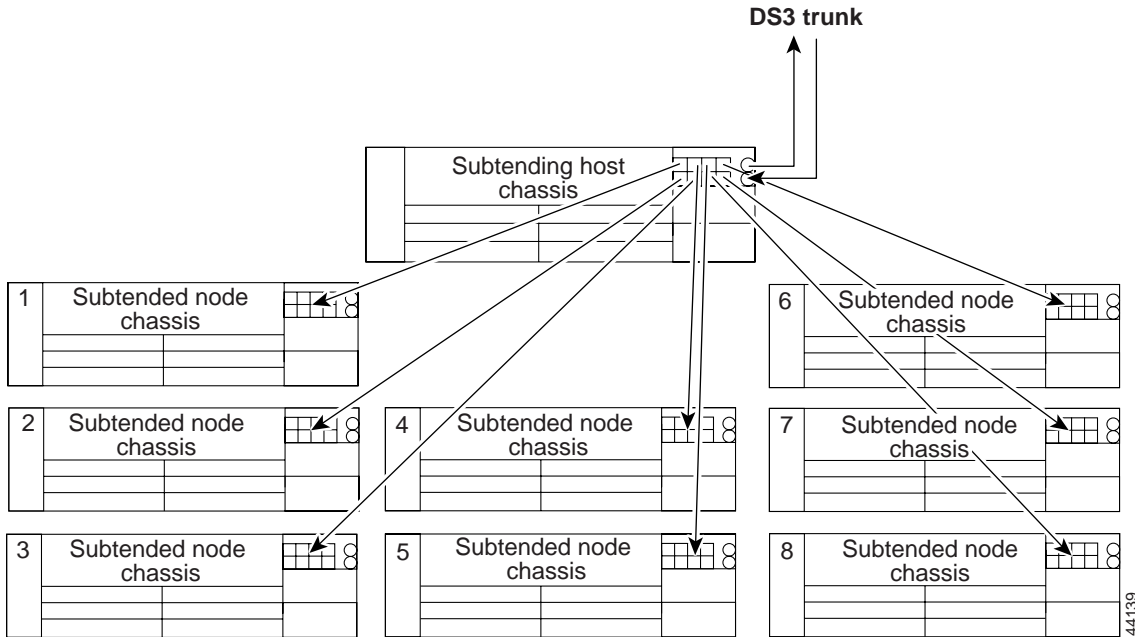 DS3 trunk
Subtending host
chassis
1
Subtended node
chassis
6
Subtended node
chassis
2
Subtended node
chassis
4
Subtended node
chassis
7
Subtended node
chassis
3
Subtended node
chassis
5
Subtended node
chassis
8
Subtended node
chassis
44139